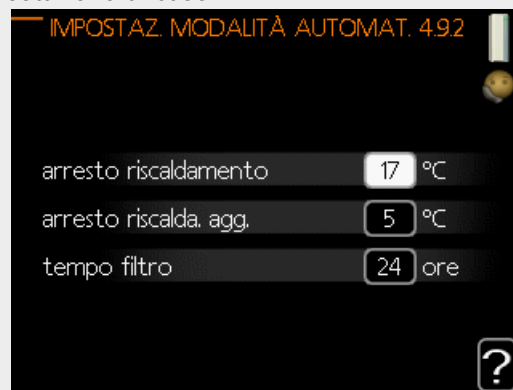 IMPOSTAZ. MODALITÀ AUTOMAT. 4.9.2
arresto riscaldamento 17 °C
arresto riscalda. agg. 5 °C
tempo filtro 24 ore
?